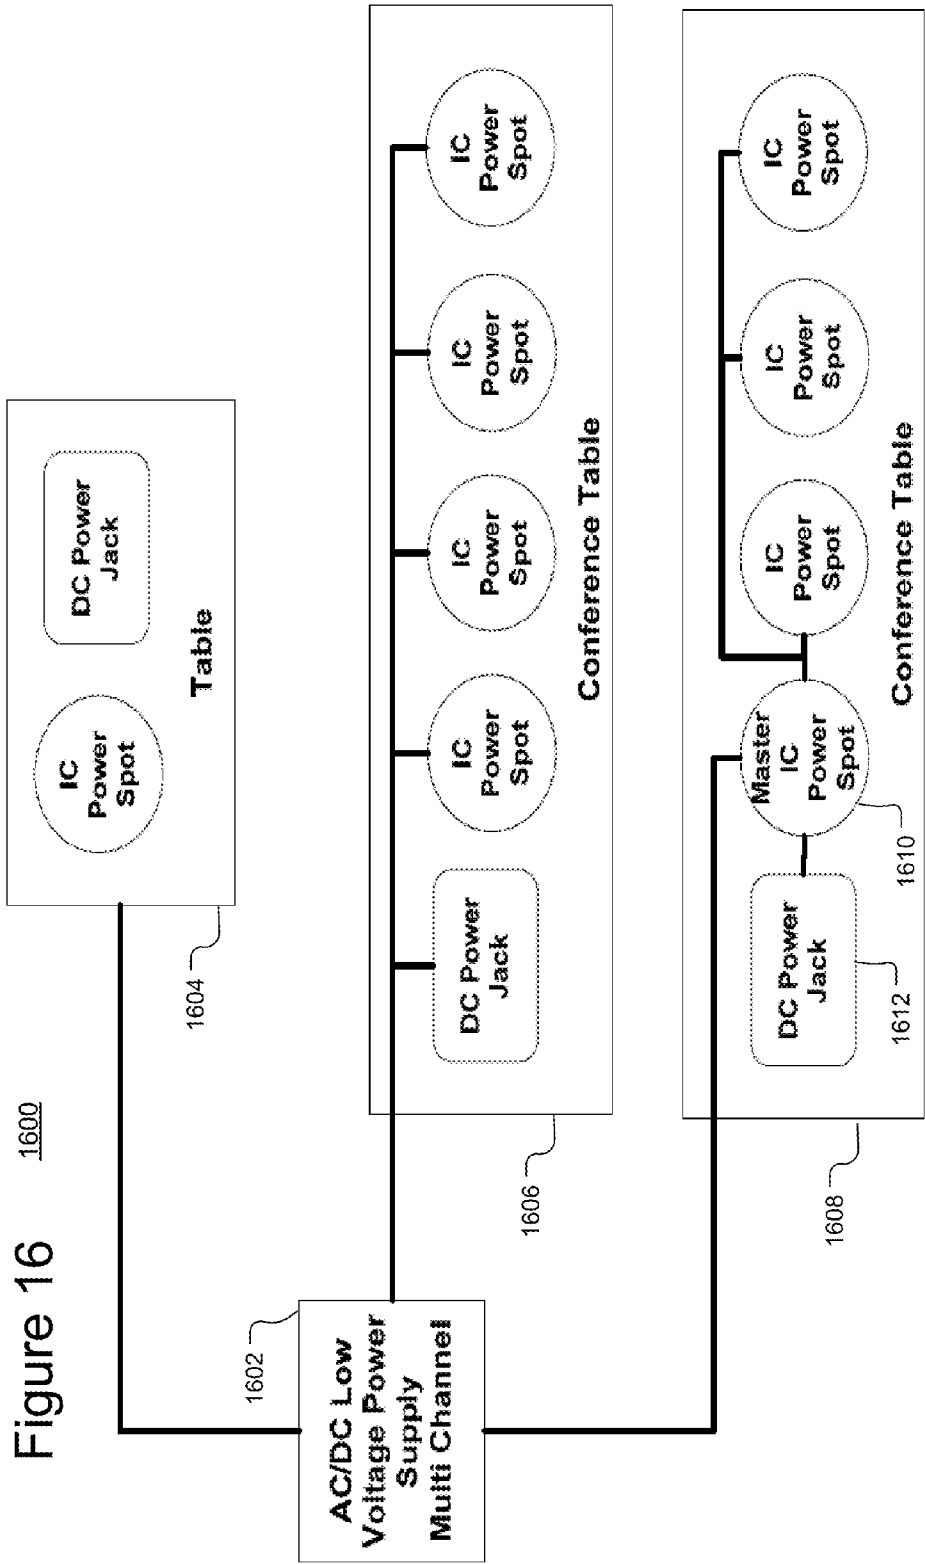 Figure 16
1600
AC/DC Low
Voltage Power
Supply
Multi Channel
1602
IC
Power
Spot
DC Power
Jack
Table
1604
DC Power
Jack
IC
Power
Spot
IC
Power
Spot
IC
Power
Spot
IC
Power
Spot
Conference Table
1606
DC Power
Jack
Master
IC
Power
Spot
IC
Power
Spot
IC
Power
Spot
IC
Power
Spot
1612
1610
Conference Table
1608